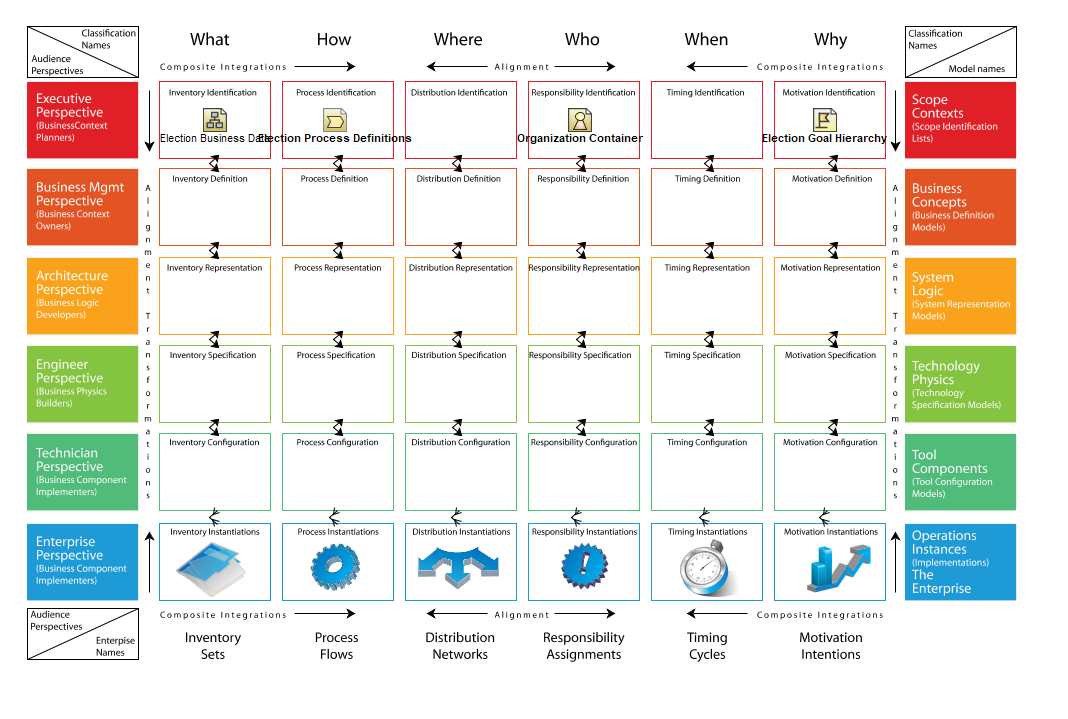 Classification
Names
Audience
Perspectives
What
How
Where
Who
When
Why
Classification
Names
Model names
Composite Integrations
Alignment
Composite Integrations
Executive
Perspective
(BusinessContext
Planners)
Inventory Identification
Process Identification
Distribution Identification
Responsibility Identification
Timing Identification
Motivation Identification
Election Business Data
Election Process Definitions
Organization Container
Election Goal Hierarchy
Scope
Contexts
(Scope Identification
Lists)
Alignment Transformations
Business Mgmt
Perspective
(Business Context
Owners)
Inventory Definition
Process Definition
Distribution Definition
Responsibility Definition
Timing Definition
Motivation Definition
Alignment Transformations
Business
Concepts
(Business Definition
Models)
Architecture
Perspective
(Business Logic
Developers)
Inventory Representation
Process Representation
Distribution Representation
Responsibility Representation
Timing Representation
Motivation Representation
System
Logic
(System Representation
Models)
Engineer
Perspective
(Business Physics
Builders)
Inventory Specification
Process Specification
Distribution Specification
Responsibility Specification
Timing Specification
Motivation Specification
Technology
Physics
(Technology
Specification Models)
Technician
Perspective
(Business Component
Implementers)
Inventory Configuration
Process Configuration
Distribution Configuration
Responsibility Configuration
Timing Configuration
Motivation Configuration
Tool
Components
(Tool Configuration
Models)
Enterprise
Perspective
(Business Component
Implementers)
Inventory Instantiations
Process Instantiations
Distribution Instantiations
Responsibility Instantiations
Timing Instantiations
Motivation Instantiations
Operations
Instances
(Implementations)
The
Enterprise
Audience
Perspectives
Enterpise
Names
Composite Integrations
Alignment
Composite Integrations
Inventory
Sets
Process
Flows
Distribution
Networks
Responsibility
Assignments
Timing
Cycles
Motivation
Intentions